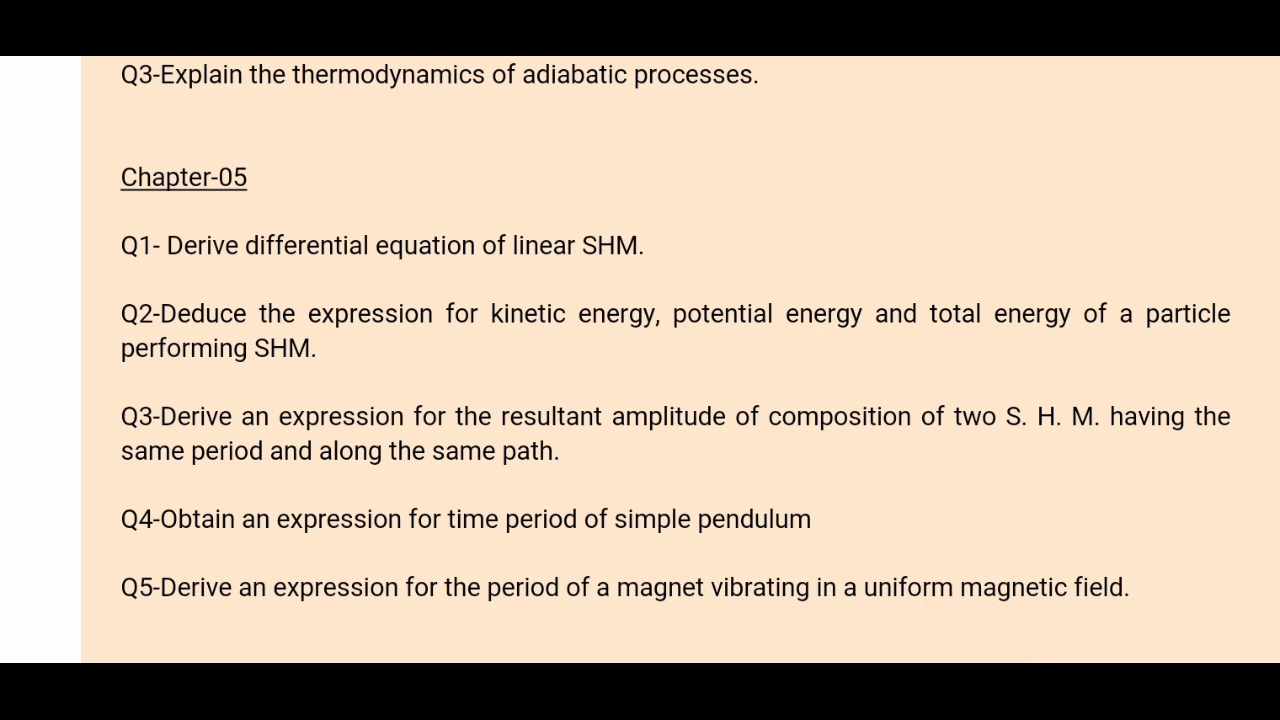 Q3-Explain the thermodynamics of adiabatic processes.
Chapter-05
Q1- Derive differential equation of linear SHM.
Q2-Deduce the expression for kinetic energy, potential energy and total energy of a particle
performing SHM.
Q3-Derive an expression for the resultant amplitude of composition of two S. H. M. having the
same period and along the same path.
Q4-Obtain an expression for time period of simple pendulum
Q5-Derive an expression for the period of a magnet vibrating in a uniform magnetic field.